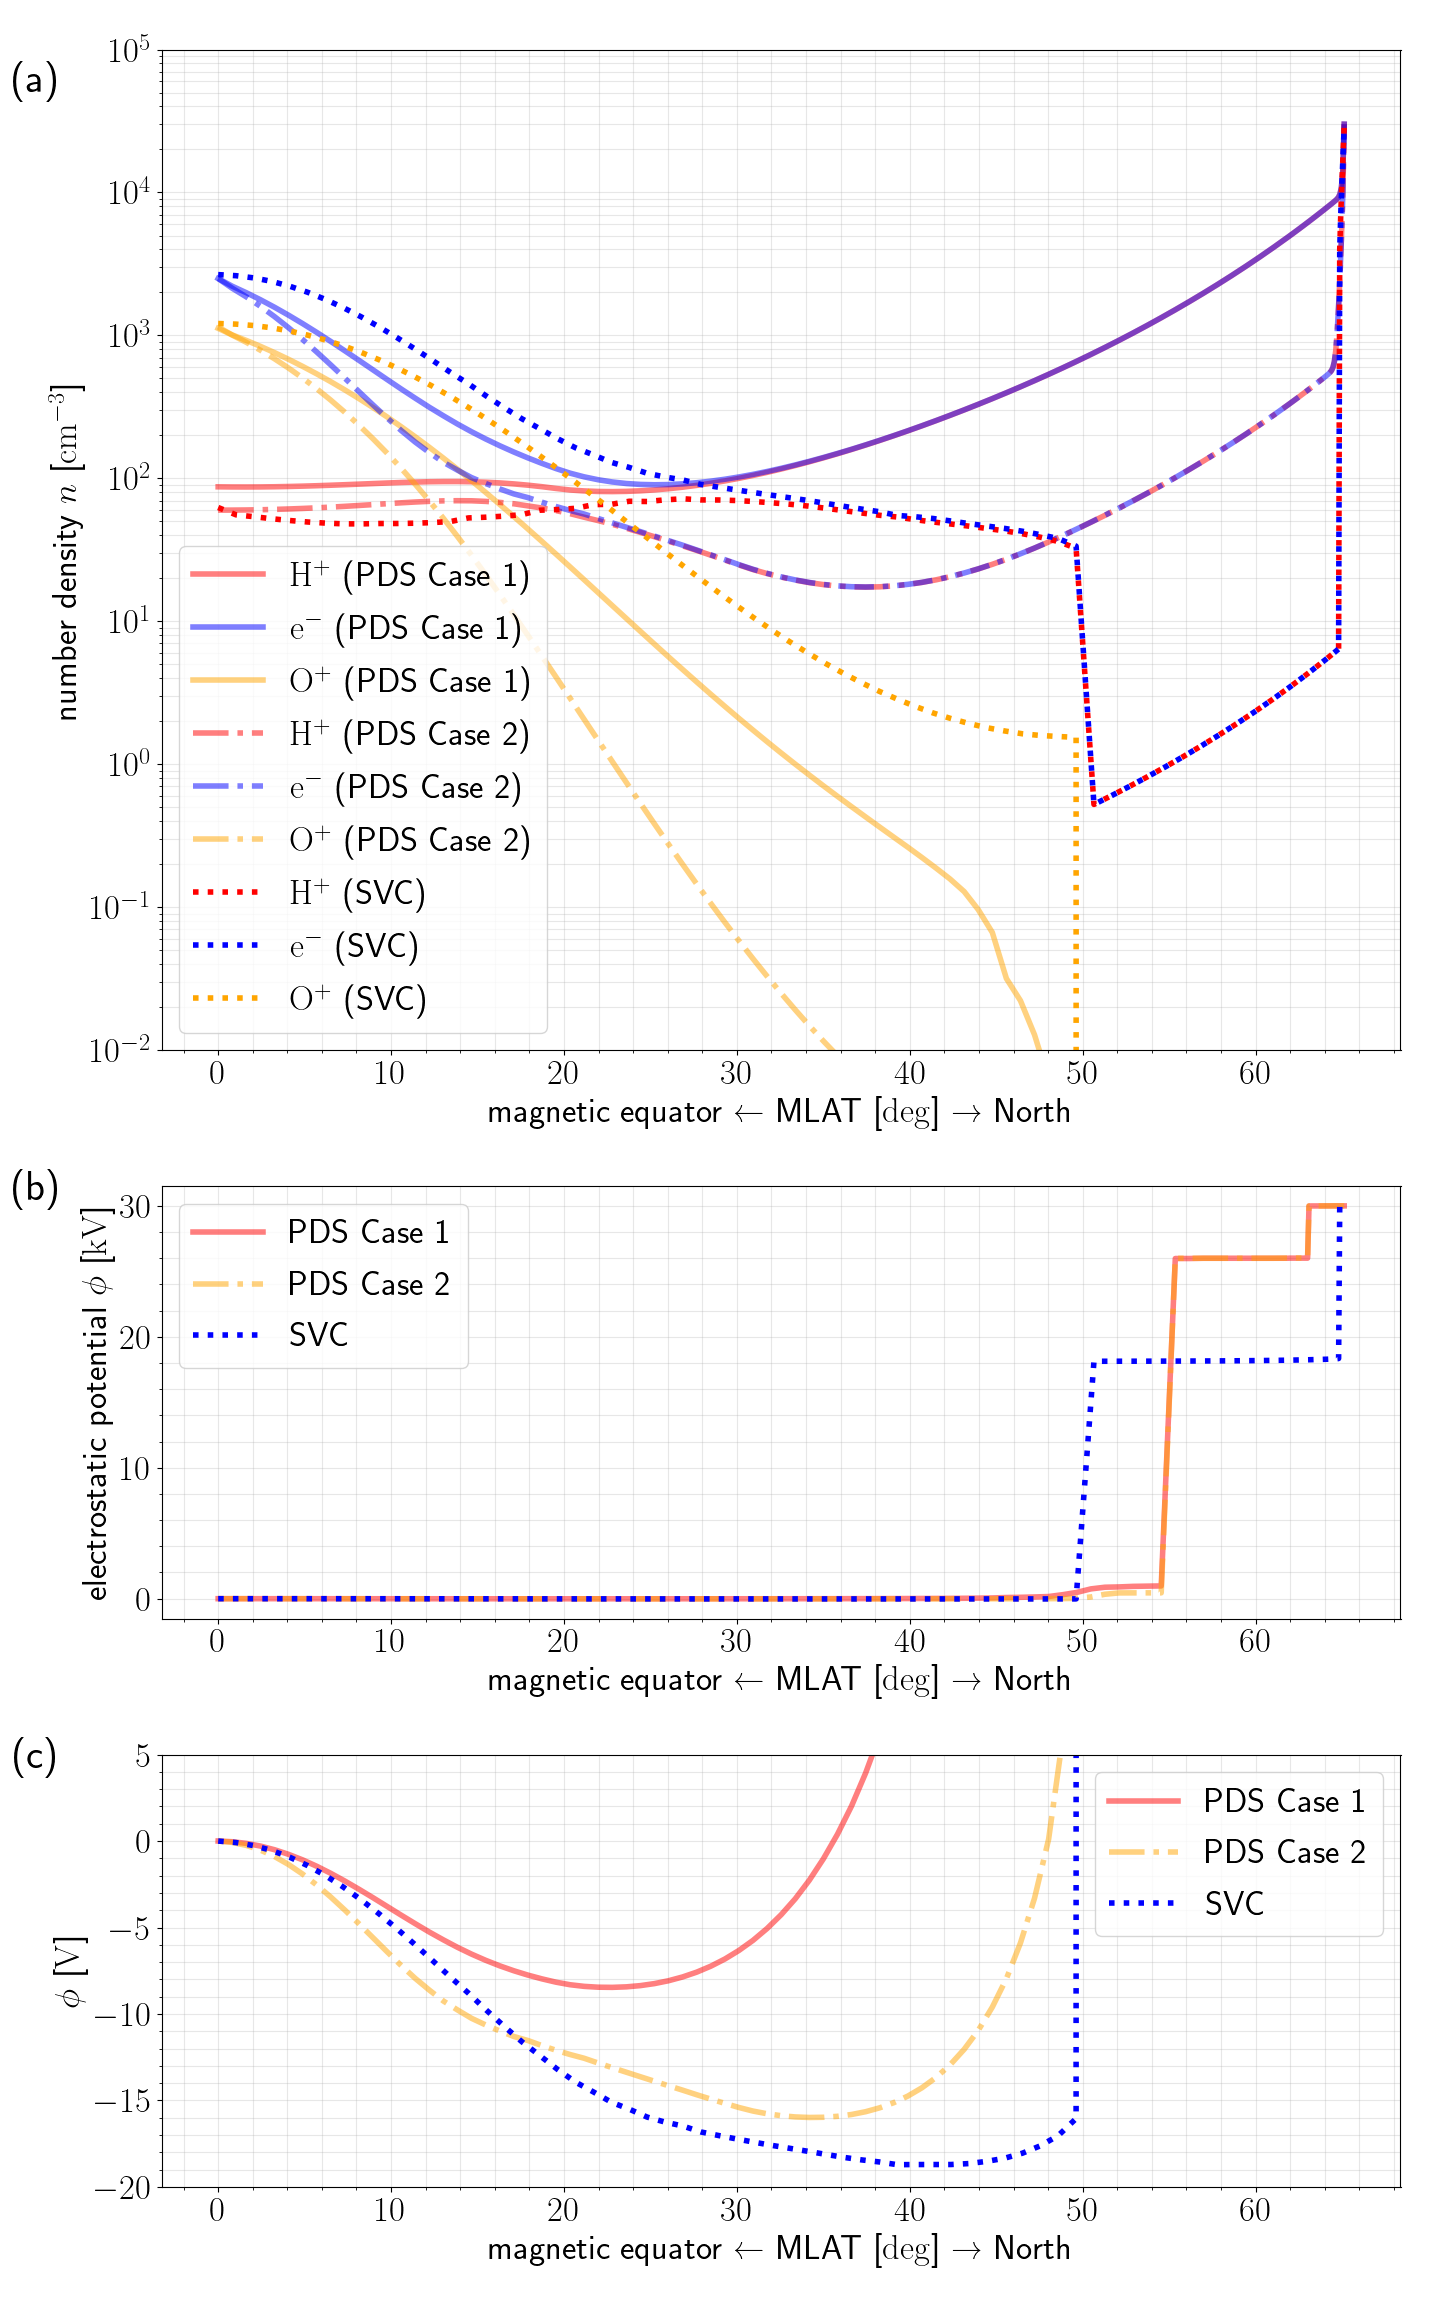 (a)
10^5
10^4
10^3
10^2
10^1
10^0
10^−1
10^−2
number density n [cm^−3]
H^+ (PDS Case 1)
e^− (PDS Case 1)
O^+ (PDS Case 1)
H^+ (PDS Case 2)
e^− (PDS Case 2)
O^+ (PDS Case 2)
H^+ (SVC)
e^− (SVC)
O^+ (SVC)
0 10 20 30 40 50 60
magnetic equator ← MLAT [deg] → North
(b)
30
20
10
0
electrostatic potential ϕ [kV]
PDS Case 1
PDS Case 2
SVC
0 10 20 30 40 50 60
magnetic equator ← MLAT [deg] → North
(c)
5
0
−5
−10
−15
−20
ϕ [V]
PDS Case 1
PDS Case 2
SVC
0 10 20 30 40 50 60
magnetic equator ← MLAT [deg] → North